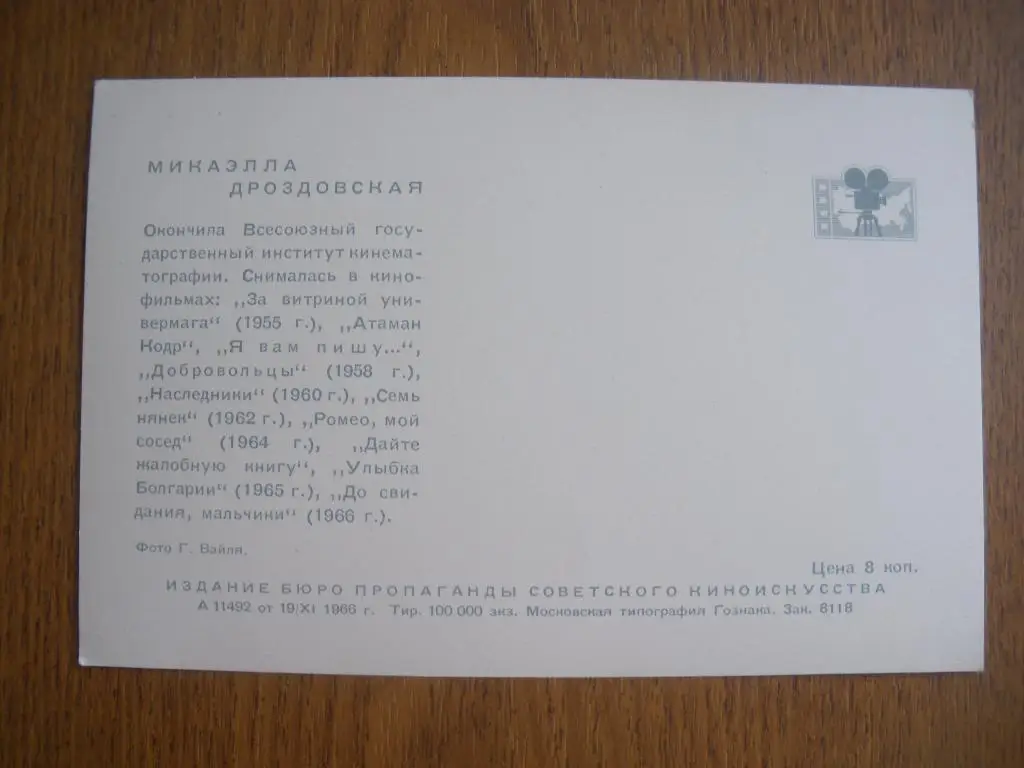 МИКАЭЛЛА
ДРОЗДОВСКАЯ
Окончила Всесоюзный госу-
дарственный институт кинема-
тографии. Снималась в кино-
фильмах: „За витриной уни-
вермага“ (1955 г.), „Атаман
Кодр“, „Я вам пишу...“,
„Добровольцы“ (1958 г.),
„Наследники“ (1960 г.), „Семь
нянек“ (1962 г.), „Ромео, мой
сосед“ (1964 г.), „Дайте
жалобную книгу“, „Улыбка
Болгарии“ (1965 г.), „До сви-
дания, мальчики“ (1966 г.).
Фото Г. Вайля.
Цена 8 коп.
ИЗДАНИЕ БЮРО ПРОПАГАНДЫ СОВЕТСКОГО КИНОИСКУССТВА
А 11492 от 19/XI 1966 г. Тир. 100 000 экз. Московская типография Гознака. Зак. 6118